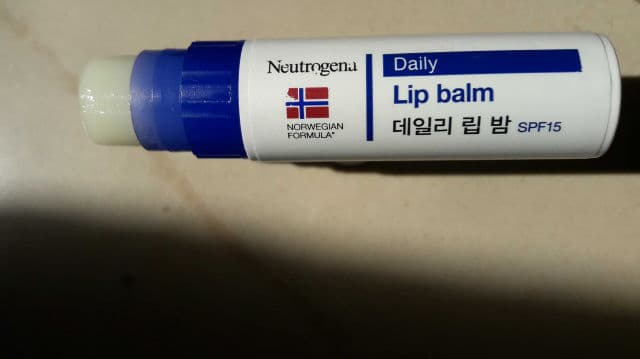 Neutrogena
NORWEGIAN
FORMULA*
Daily
Lip balm
데일리 립 밤 SPF15